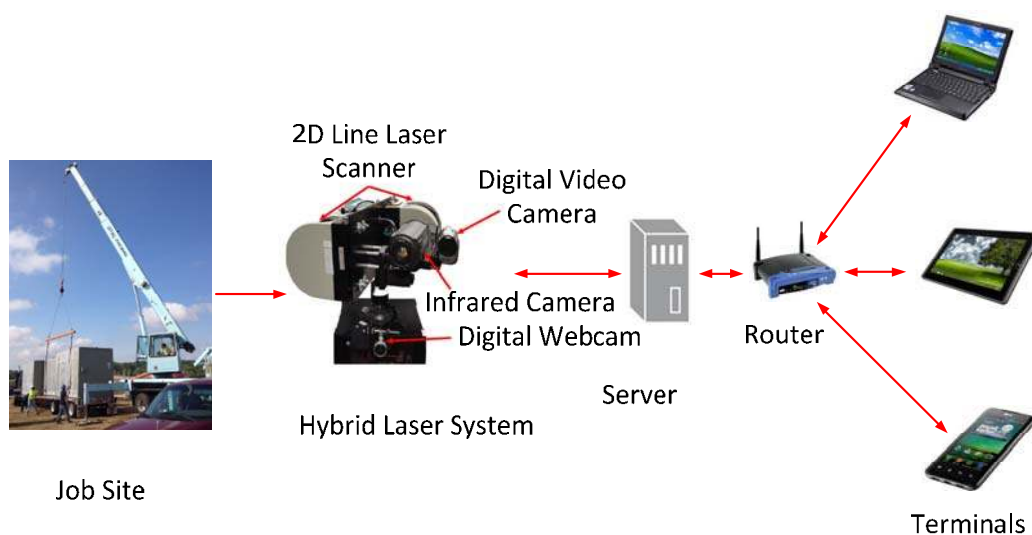 2D Line Laser
Scanner
Digital Video
Camera
Infrared Camera
Digital Webcam
Router
Server
Hybrid Laser System
Job Site
Terminals